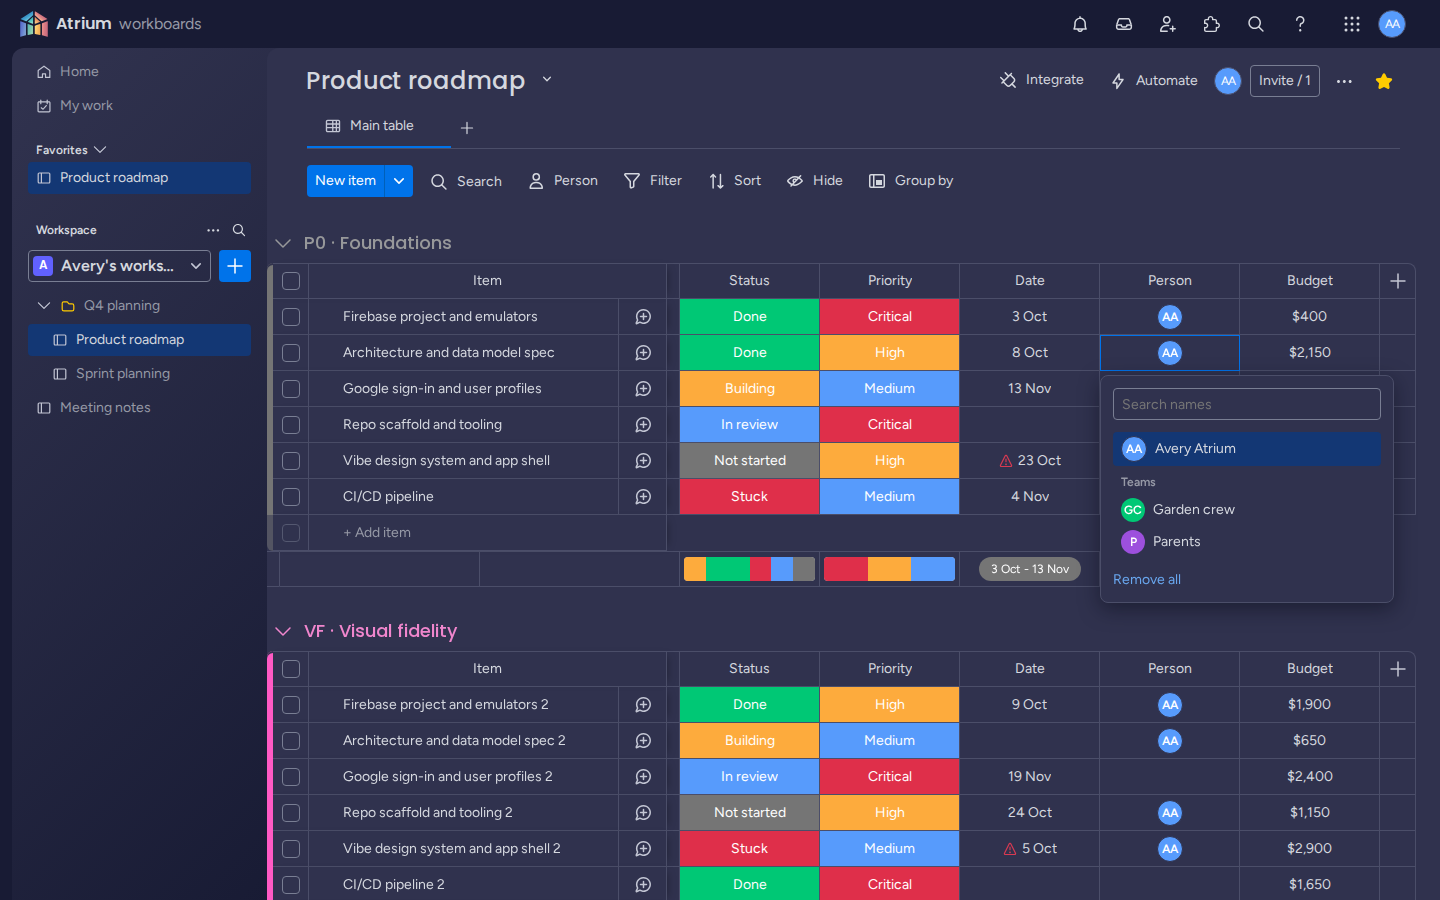 Atrium workboards
AA
Home
My work
Favorites
Product roadmap
Workspace
A Avery's works...
Q4 planning
Product roadmap
Sprint planning
Meeting notes
Product roadmap
Integrate
Automate
AA
Invite / 1
Main table
New item
Search
Person
Filter
Sort
Hide
Group by
P0 · Foundations
Item Status Priority Date Person Budget
Firebase project and emulators Done Critical 3 Oct AA $400
Architecture and data model spec Done High 8 Oct AA $2,150
Google sign-in and user profiles Building Medium 13 Nov
Repo scaffold and tooling In review Critical
Vibe design system and app shell Not started High 23 Oct
CI/CD pipeline Stuck Medium 4 Nov
+ Add item
3 Oct - 13 Nov
Search names
AA Avery Atrium
Teams
GC Garden crew
P Parents
Remove all
VF · Visual fidelity
Item Status Priority Date Person Budget
Firebase project and emulators 2 Done High 9 Oct AA $1,900
Architecture and data model spec 2 Building Medium AA $650
Google sign-in and user profiles 2 In review Critical 19 Nov $2,400
Repo scaffold and tooling 2 Not started High 24 Oct AA $1,150
Vibe design system and app shell 2 Stuck Medium 5 Oct AA $2,900
CI/CD pipeline 2 Done Critical $1,650